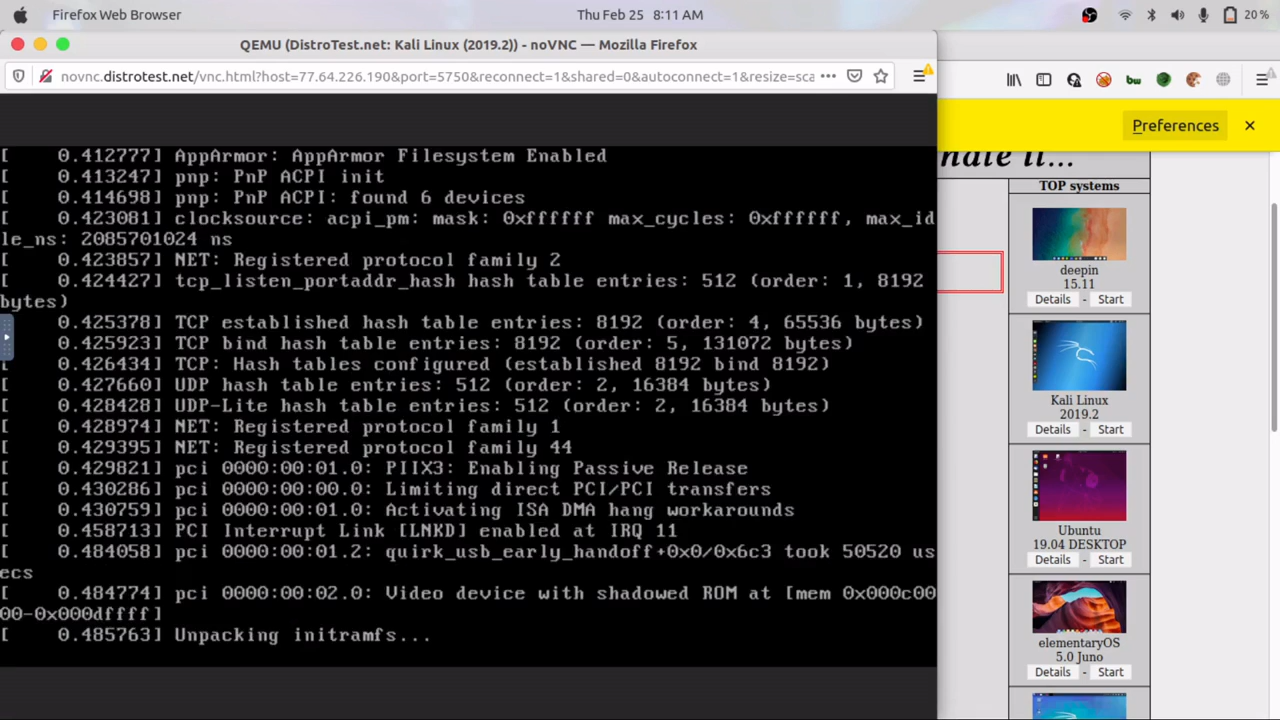 Firefox Web Browser
Thu Feb 25 8:11 AM
20 %
QEMU (DistroTest.net: Kali Linux (2019.2)) - noVNC — Mozilla Firefox
novnc.distrotest.net/vnc.html?host=77.64.226.190&port=5750&reconnect=1&shared=0&autoconnect=1&resize=sca
[    0.412777] AppArmor: AppArmor Filesystem Enabled
[    0.413247] pnp: PnP ACPI init
[    0.414698] pnp: PnP ACPI: found 6 devices
[    0.423081] clocksource: acpi_pm: mask: 0xffffff max_cycles: 0xffffff, max_id
le_ns: 2085701024 ns
[    0.423857] NET: Registered protocol family 2
[    0.424427] tcp_listen_portaddr_hash hash table entries: 512 (order: 1, 8192
bytes)
[    0.425378] TCP established hash table entries: 8192 (order: 4, 65536 bytes)
[    0.425923] TCP bind hash table entries: 8192 (order: 5, 131072 bytes)
[    0.426434] TCP: Hash tables configured (established 8192 bind 8192)
[    0.427660] UDP hash table entries: 512 (order: 2, 16384 bytes)
[    0.428428] UDP-Lite hash table entries: 512 (order: 2, 16384 bytes)
[    0.428974] NET: Registered protocol family 1
[    0.429395] NET: Registered protocol family 44
[    0.429821] pci 0000:00:01.0: PIIX3: Enabling Passive Release
[    0.430286] pci 0000:00:00.0: Limiting direct PCI/PCI transfers
[    0.430759] pci 0000:00:01.0: Activating ISA DMA hang workarounds
[    0.458713] PCI Interrupt Link [LNKD] enabled at IRQ 11
[    0.484058] pci 0000:00:01.2: quirk_usb_early_handoff+0x0/0x6c3 took 50520 us
ecs
[    0.484774] pci 0000:00:02.0: Video device with shadowed ROM at [mem 0x000c00
00-0x000dffff]
[    0.485763] Unpacking initramfs...
bw
Preferences
TOP systems
deepin
15.11
Details - Start
Kali Linux
2019.2
Details - Start
Ubuntu
19.04 DESKTOP
Details - Start
elementaryOS
5.0 Juno
Details - Start